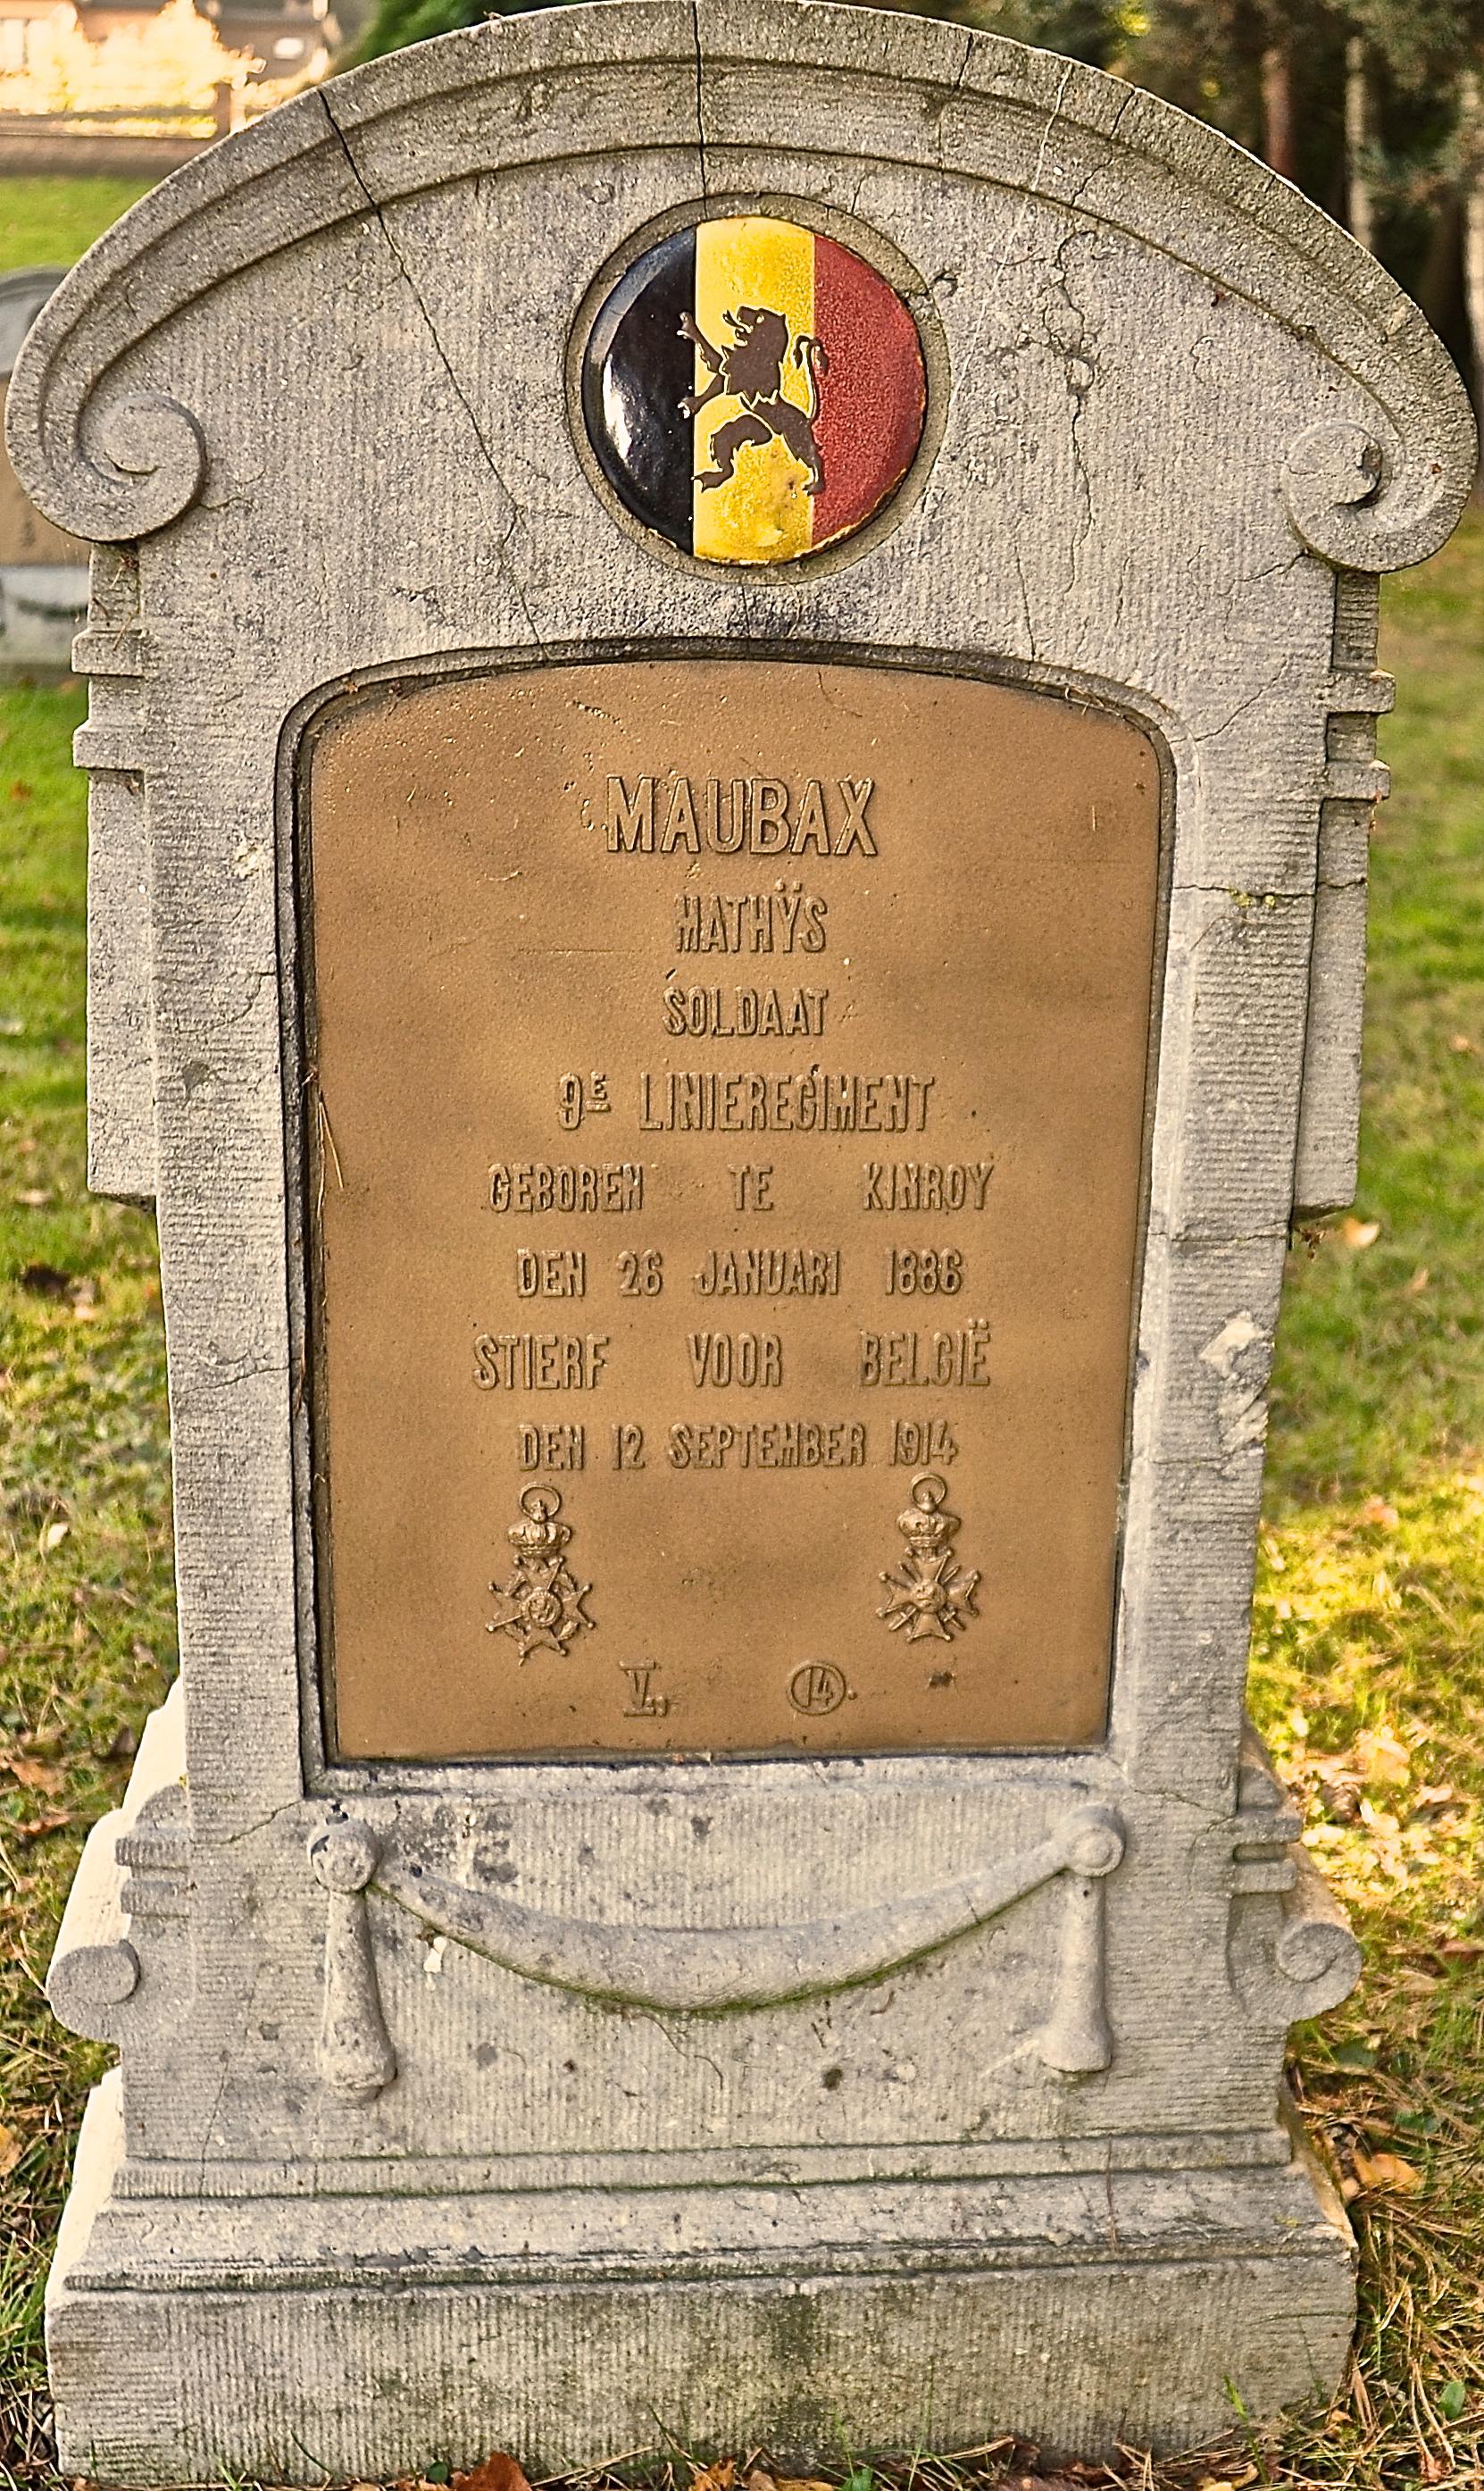 MAUBAX
MATHŸS
SOLDAAT
9E LINIEREGIMENT
GEBOREN TE KINROY
DEN 26 JANUARI 1886
STIERF VOOR BELGIË
DEN 12 SEPTEMBER 1914
V. 14.